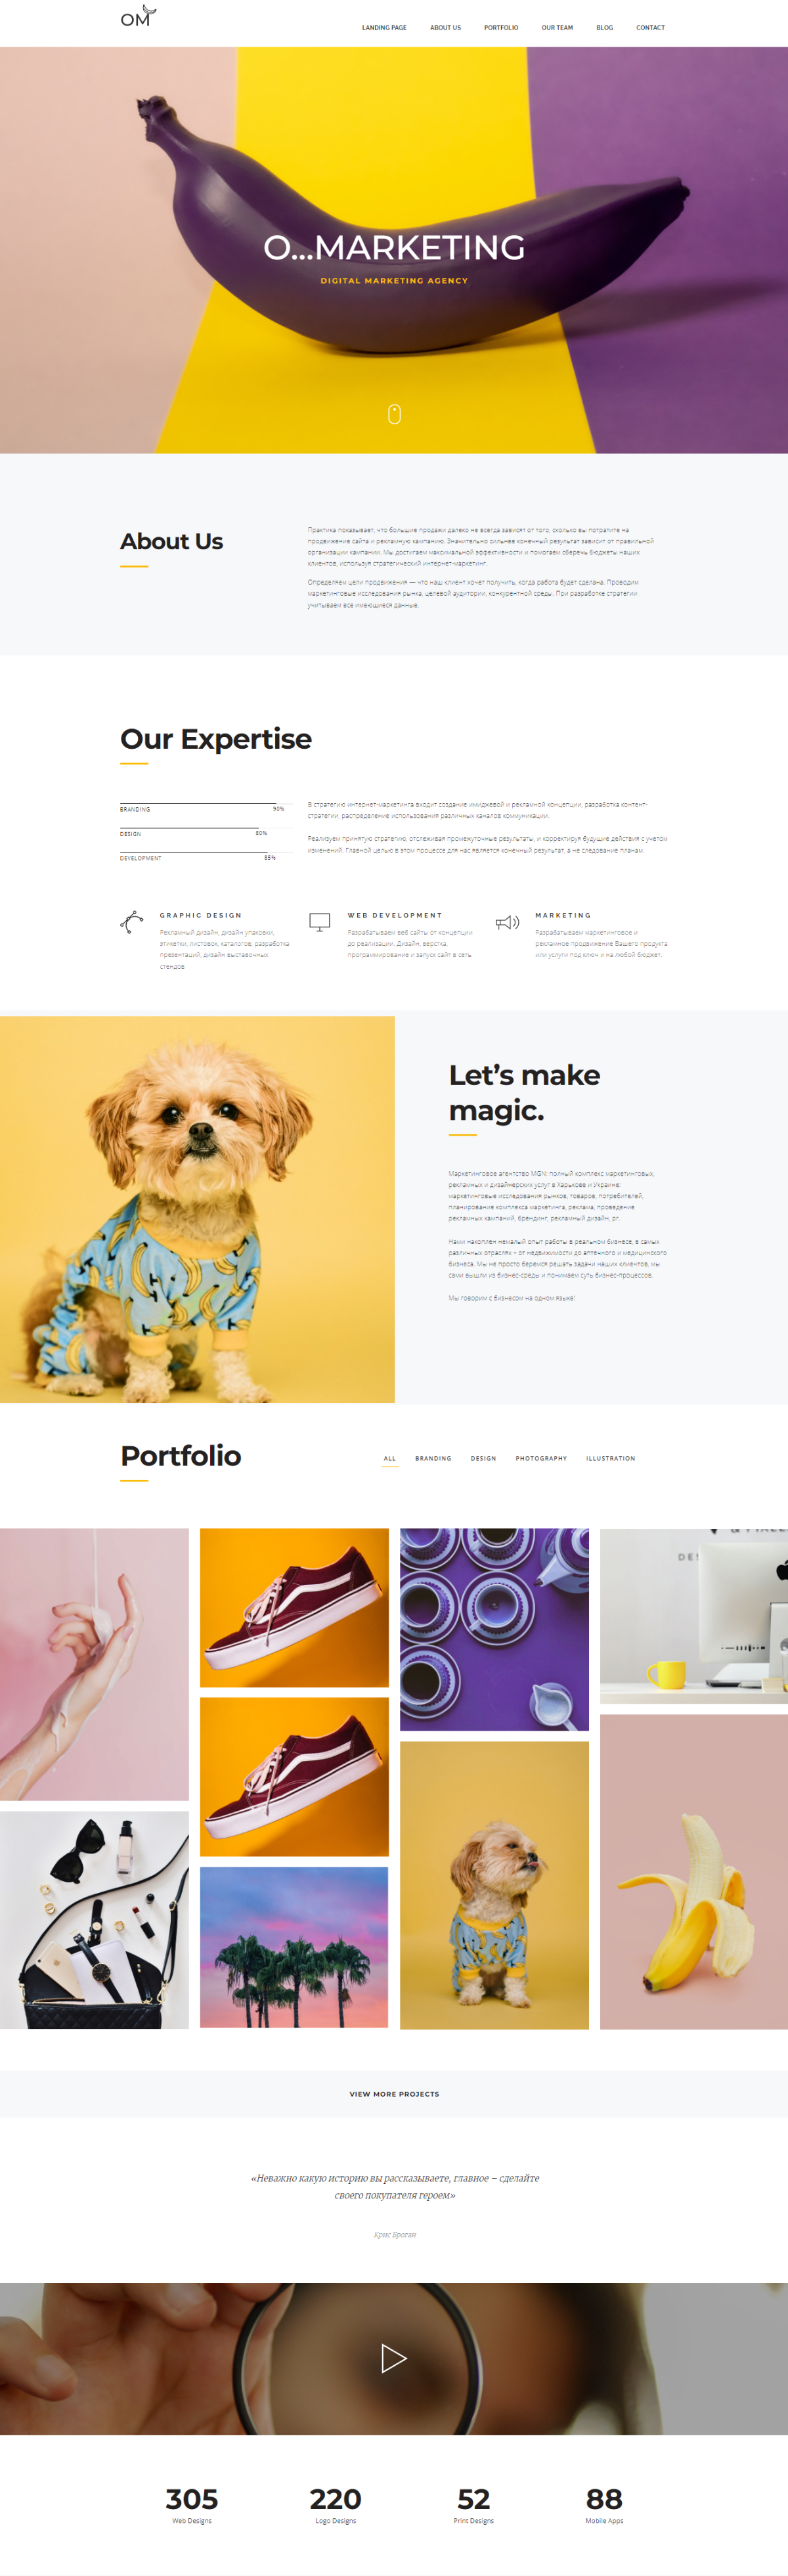 OM
LANDING PAGE
ABOUT US
PORTFOLIO
OUR TEAM
BLOG
CONTACT
O...MARKETING
DIGITAL MARKETING AGENCY
About Us
Практика показывает, что большие продажи далеко не всегда зависят от того, сколько вы потратите на
продвижение сайта и рекламную кампанию. Значительно сильнее конечный результат зависит от правильной
организации кампании. Мы достигаем максимальной эффективности и помогаем сберечь бюджеты наших
клиентов, используя стратегический интернет-маркетинг.
Определяем цели продвижения — что наш клиент хочет получить, когда работа будет сделана. Проводим
маркетинговые исследования рынка, целевой аудитории, конкурентной среды. При разработке стратегии
учитываем все имеющиеся данные.
Our Expertise
BRANDING 90%
DESIGN 80%
DEVELOPMENT 85%
В стратегию интернет-маркетинга входит создание имиджевой и рекламной концепции, разработка контент-
стратегии, распределение использования различных каналов коммуникации.
Реализуем принятую стратегию, отслеживая промежуточные результаты, и корректируя будущие действия с учетом
изменений. Главной целью в этом процессе для нас является конечный результат, а не следование планам.
GRAPHIC DESIGN
Рекламный дизайн, дизайн упаковки,
этикетки, листовок, каталогов, разработка
презентаций, дизайн выставочных
стендов
WEB DEVELOPMENT
Разрабатываем веб сайты от концепции
до реализации. Дизайн, верстка,
программирование и запуск сайт в сеть.
MARKETING
Разрабатываем маркетинговое и
рекламное продвижение Вашего продукта
или услуги под ключ и на любой бюджет.
Let’s make
magic.
Маркетинговое агентство MGN: полный комплекс маркетинговых,
рекламных и дизайнерских услуг в Харькове и Украине:
маркетинговые исследования рынков, товаров, потребителей,
планирование комплекса маркетинга, реклама, проведение
рекламных кампаний, брендинг, рекламный дизайн, pr.
Нами накоплен немалый опыт работы в реальном бизнесе, в самых
различных отраслях – от недвижимости до аптечного и медицинского
бизнеса. Мы не просто беремся решать задачи наших клиентов, мы
сами вышли из бизнес-среды и понимаем суть бизнес-процессов.
Мы говорим с бизнесом на одном языке!
Portfolio
ALL
BRANDING
DESIGN
PHOTOGRAPHY
ILLUSTRATION
VIEW MORE PROJECTS
«Неважно какую историю вы рассказываете, главное – сделайте
своего покупателя героем»
Крис Броган
305
Web Designs
220
Logo Designs
52
Print Designs
88
Mobile Apps